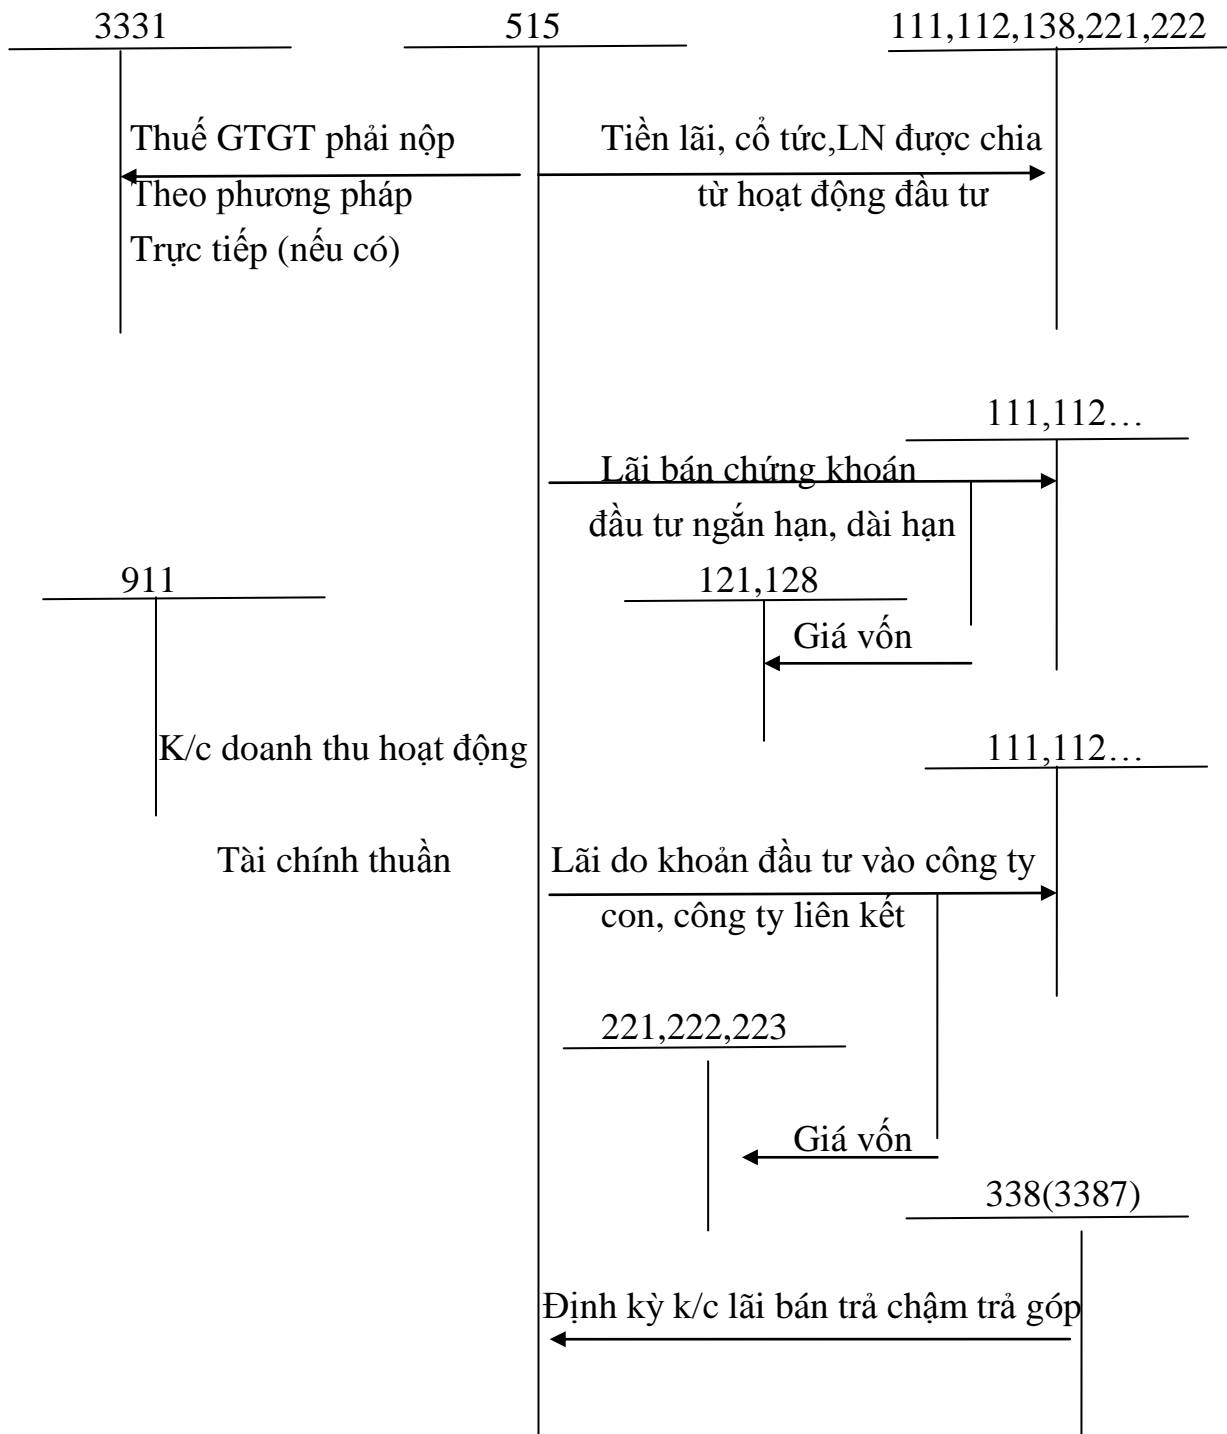 3331
515
111,112,138,221,222
Thuế GTGT phải nộp
Theo phương pháp
Trực tiếp (nếu có)
Tiền lãi, cổ tức,LN được chia
từ hoạt động đầu tư
111,112…
Lãi bán chứng khoán
đầu tư ngắn hạn, dài hạn
911
121,128
Giá vốn
K/c doanh thu hoạt động
Tài chính thuần
111,112…
Lãi do khoản đầu tư vào công ty
con, công ty liên kết
221,222,223
Giá vốn
338(3387)
Định kỳ k/c lãi bán trả chậm trả góp